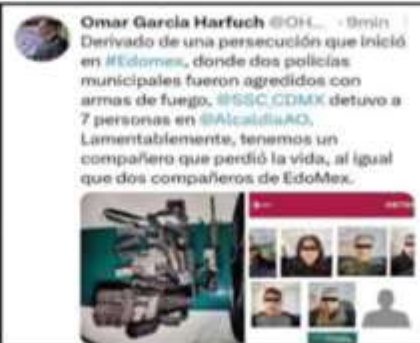 Omar Garcia Harfuch @OH... · 9min
Derivado de una persecución que inició
en #Edomex, donde dos policías
municipales fueron agredidos con
armas de fuego, @SSC_CDMX detuvo a
7 personas en @AlcaldiaAO.
Lamentablemente, tenemos un
compañero que perdió la vida, al igual
que dos compañeros de EdoMex.